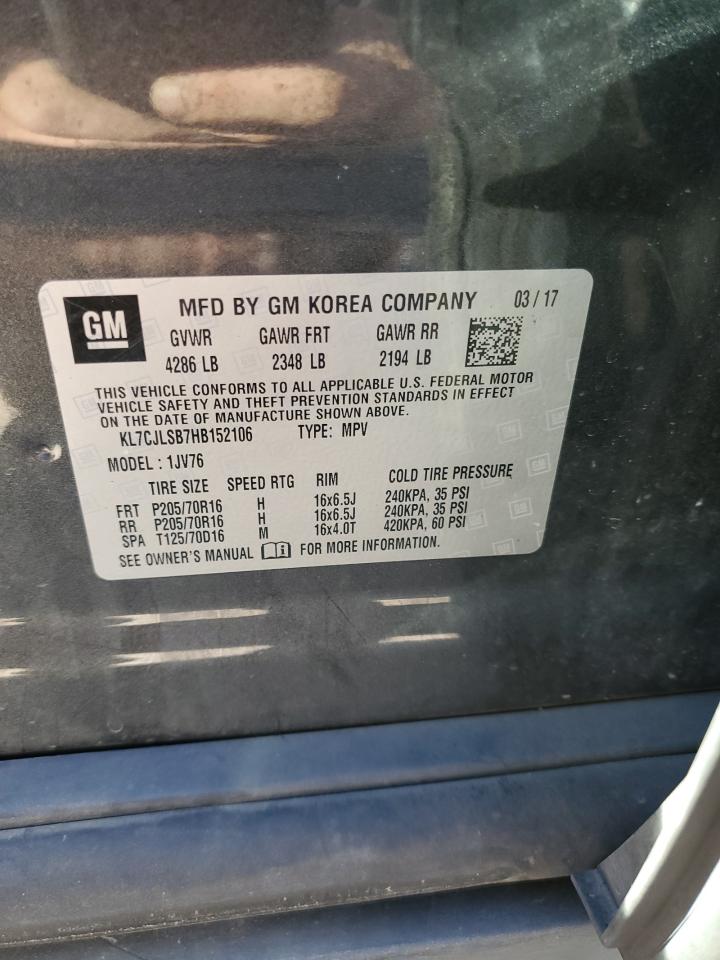 GM
MFD BY GM KOREA COMPANY 03 / 17
GVWR GAWR FRT GAWR RR
4286 LB 2348 LB 2194 LB
THIS VEHICLE CONFORMS TO ALL APPLICABLE U.S. FEDERAL MOTOR
VEHICLE SAFETY AND THEFT PREVENTION STANDARDS IN EFFECT
ON THE DATE OF MANUFACTURE SHOWN ABOVE.
KL7CJLSB7HB152106 TYPE: MPV
MODEL : 1JV76
TIRE SIZE SPEED RTG RIM COLD TIRE PRESSURE
FRT P205/70R16 H 16x6.5J 240KPA, 35 PSI
RR P205/70R16 H 16x6.5J 240KPA, 35 PSI
SPA T125/70D16 M 16x4.0T 420KPA, 60 PSI
SEE OWNER'S MANUAL FOR MORE INFORMATION.